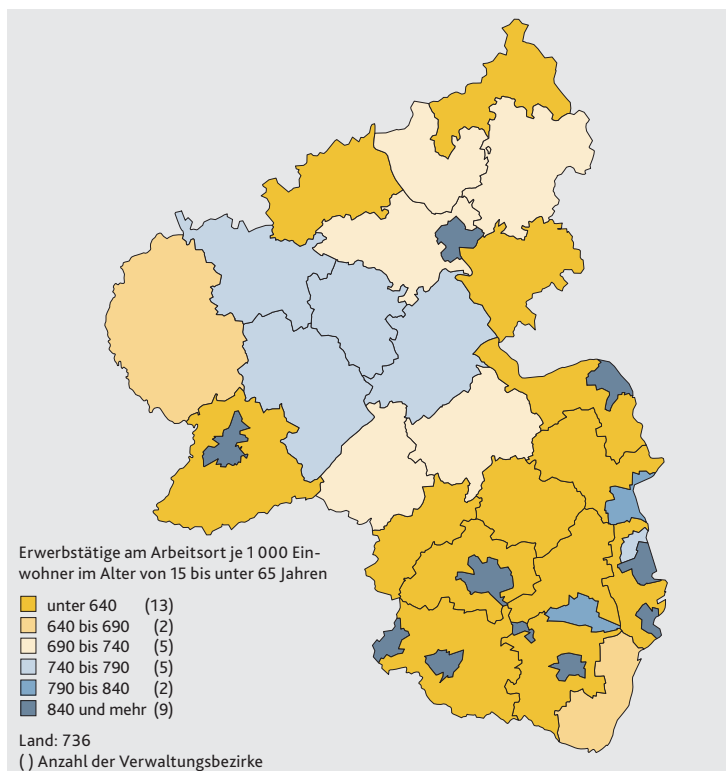 Erwerbstätige am Arbeitsort je 1 000 Ein-
wohner im Alter von 15 bis unter 65 Jahren
unter 640 (13)
640 bis 690 (2)
690 bis 740 (5)
740 bis 790 (5)
790 bis 840 (2)
840 und mehr (9)
Land: 736
( ) Anzahl der Verwaltungsbezirke